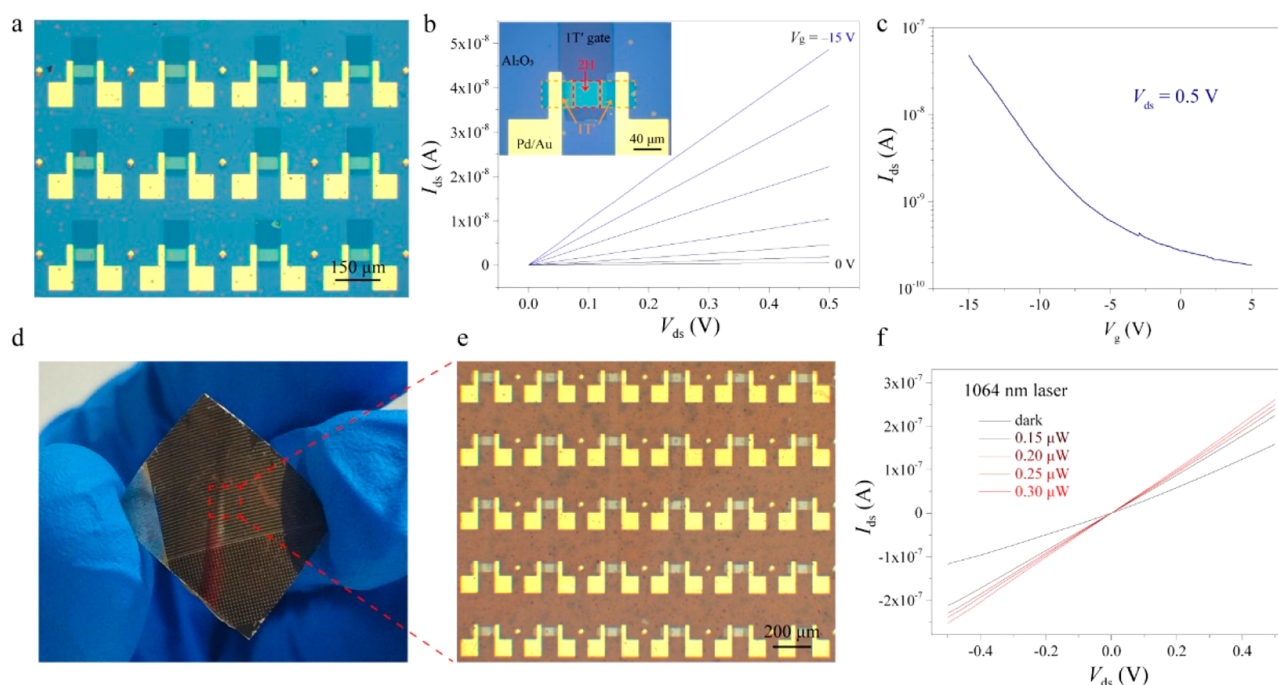 a
150 μm
b
5x10⁻⁸
4x10⁻⁸
3x10⁻⁸
2x10⁻⁸
1x10⁻⁸
0
I_ds (A)
0.0 0.1 0.2 0.3 0.4 0.5
V_ds (V)
V_g = –15 V
0 V
1T′ gate
Al₂O₃
2H
1T′
Pd/Au
40 μm
c
10⁻⁷
10⁻⁸
10⁻⁹
10⁻¹⁰
I_ds (A)
V_ds = 0.5 V
-15 -10 -5 0 5
V_g (V)
d
e
200 μm
f
3x10⁻⁷
2x10⁻⁷
1x10⁻⁷
0
-1x10⁻⁷
-2x10⁻⁷
I_ds (A)
1064 nm laser
dark
0.15 μW
0.20 μW
0.25 μW
0.30 μW
-0.4 -0.2 0.0 0.2 0.4
V_ds (V)